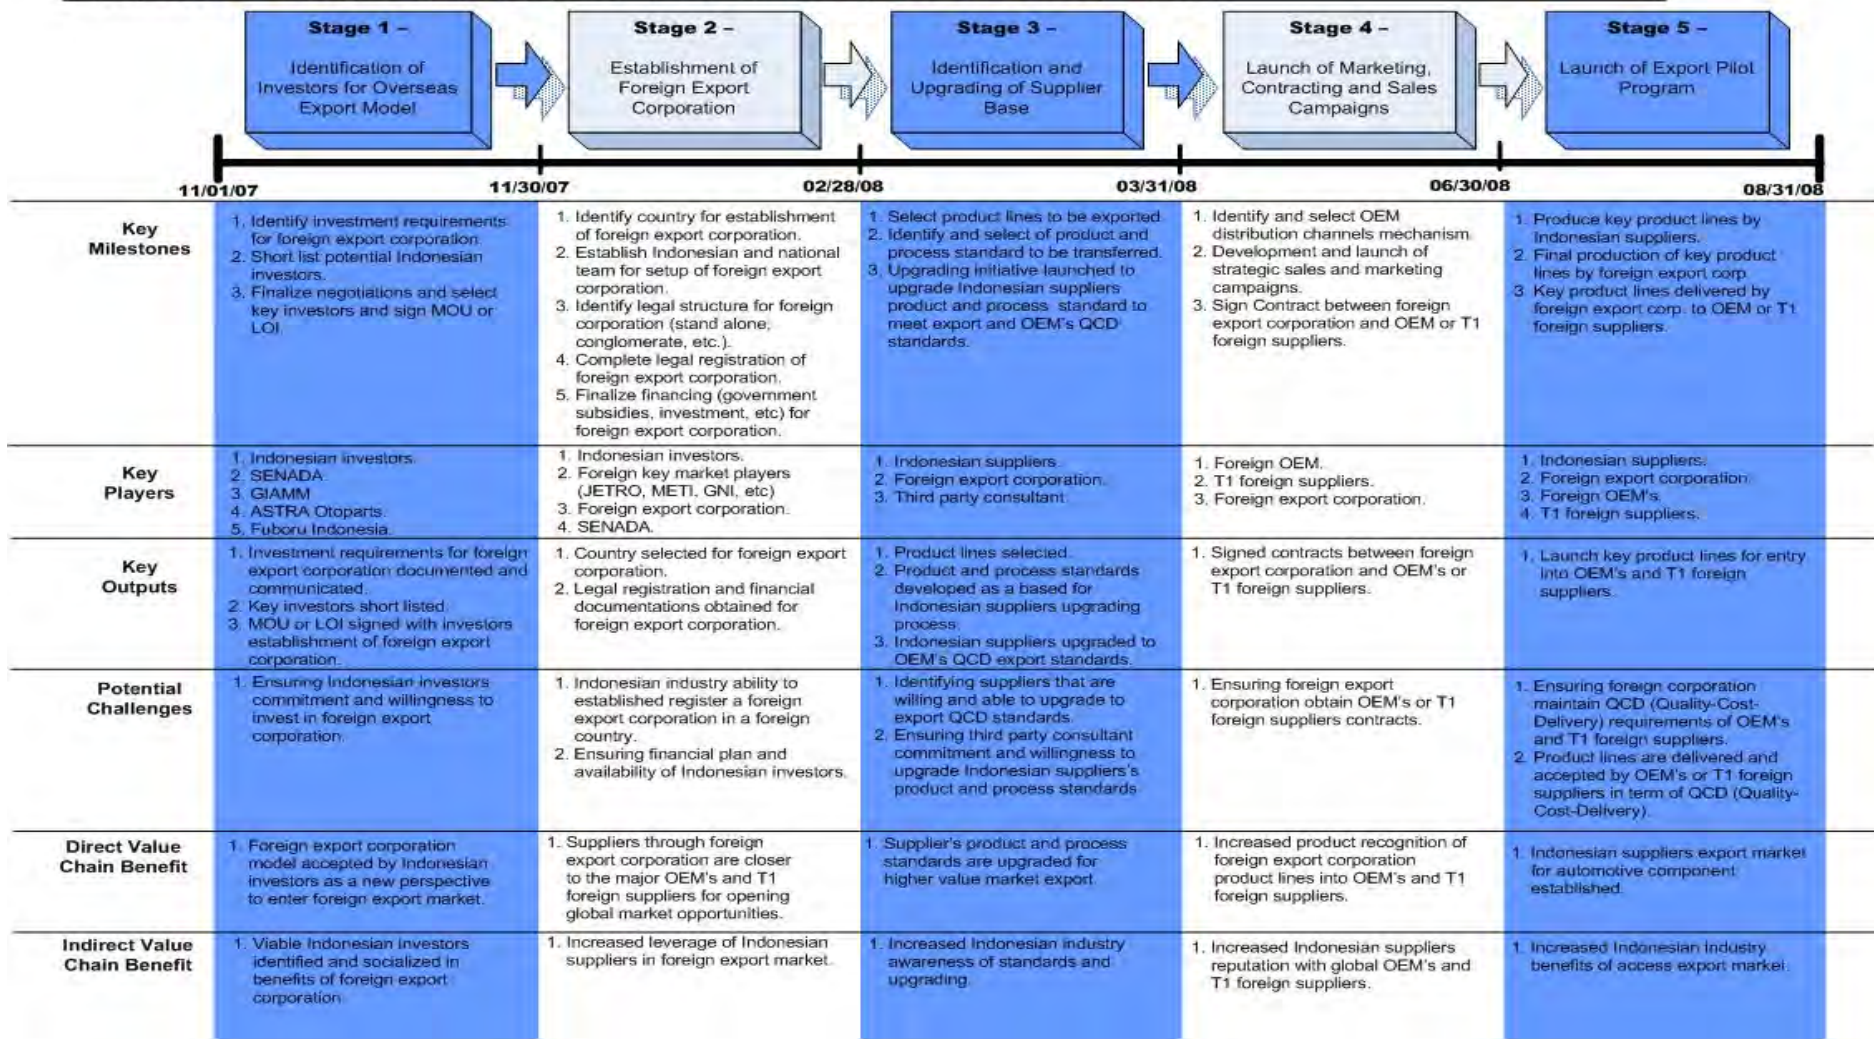 Stage 1 –
Identification of
Investors for Overseas
Export Model
Stage 2 –
Establishment of
Foreign Export
Corporation
Stage 3 –
Identification and
Upgrading of Supplier
Base
Stage 4 –
Launch of Marketing,
Contracting and Sales
Campaigns
Stage 5 –
Launch of Export Pilot
Program
11/01/07
11/30/07
02/28/08
03/31/08
06/30/08
08/31/08
Key
Milestones
1. Identify investment requirements
for foreign export corporation.
2. Short list potential Indonesian
investors.
3. Finalize negotiations and select
key investors and sign MOU or
LOI.
1. Identify country for establishment
of foreign export corporation.
2. Establish Indonesian and national
team for setup of foreign export
corporation.
3. Identify legal structure for foreign
corporation (stand alone,
conglomerate, etc.).
4. Complete legal registration of
foreign export corporation.
5. Finalize financing (government
subsidies, investment, etc) for
foreign export corporation.
1. Select product lines to be exported.
2. Identify and select of product and
process standard to be transferred.
3. Upgrading initiative launched to
upgrade Indonesian suppliers
product and process standard to
meet export and OEM's QCD
standards.
1. Identify and select OEM
distribution channels mechanism.
2. Development and launch of
strategic sales and marketing
campaigns.
3. Sign Contract between foreign
export corporation and OEM or T1
foreign suppliers.
1. Produce key product lines by
Indonesian suppliers.
2. Final production of key product
lines by foreign export corp.
3. Key product lines delivered by
foreign export corp. to OEM or T1
foreign suppliers.
Key
Players
1. Indonesian investors.
2. SENADA.
3. GIAMM
4. ASTRA Otoparts.
5. Fuboru Indonesia.
1. Indonesian investors.
2. Foreign key market players
(JETRO, METI, GNI, etc)
3. Foreign export corporation.
4. SENADA.
1. Indonesian suppliers.
2. Foreign export corporation.
3. Third party consultant.
1. Foreign OEM.
2. T1 foreign suppliers.
3. Foreign export corporation.
1. Indonesian suppliers.
2. Foreign export corporation.
3. Foreign OEM's.
4. T1 foreign suppliers.
Key
Outputs
1. Investment requirements for foreign
export corporation documented and
communicated.
2. Key investors short listed.
3. MOU or LOI signed with investors
establishment of foreign export
corporation.
1. Country selected for foreign export
corporation.
2. Legal registration and financial
documentations obtained for
foreign export corporation.
1. Product lines selected.
2. Product and process standards
developed as a based for
Indonesian suppliers upgrading
process.
3. Indonesian suppliers upgraded to
OEM's QCD export standards.
1. Signed contracts between foreign
export corporation and OEM's or
T1 foreign suppliers.
1. Launch key product lines for entry
into OEM's and T1 foreign
suppliers.
Potential
Challenges
1. Ensuring Indonesian investors
commitment and willingness to
invest in foreign export
corporation.
1. Indonesian industry ability to
established register a foreign
export corporation in a foreign
country.
2. Ensuring financial plan and
availability of Indonesian investors.
1. Identifying suppliers that are
willing and able to upgrade to
export QCD standards.
2. Ensuring third party consultant
commitment and willingness to
upgrade Indonesian suppliers's
product and process standards
1. Ensuring foreign export
corporation obtain OEM's or T1
foreign suppliers contracts.
1. Ensuring foreign corporation
maintain QCD (Quality-Cost-
Delivery) requirements of OEM's
and T1 foreign suppliers.
2. Product lines are delivered and
accepted by OEM's or T1 foreign
suppliers in term of QCD (Quality-
Cost-Delivery).
Direct Value
Chain Benefit
1. Foreign export corporation
model accepted by Indonesian
investors as a new perspective
to enter foreign export market.
1. Suppliers through foreign
export corporation are closer
to the major OEM's and T1
foreign suppliers for opening
global market opportunities.
1. Supplier's product and process
standards are upgraded for
higher value market export.
1. Increased product recognition of
foreign export corporation
product lines into OEM's and T1
foreign suppliers.
1. Indonesian suppliers export market
for automotive component
established.
Indirect Value
Chain Benefit
1. Viable Indonesian investors
identified and socialized in
benefits of foreign export
corporation.
1. Increased leverage of Indonesian
suppliers in foreign export market.
1. Increased Indonesian industry
awareness of standards and
upgrading.
1. Increased Indonesian suppliers
reputation with global OEM's and
T1 foreign suppliers.
1. Increased Indonesian Industry
benefits of access export market.